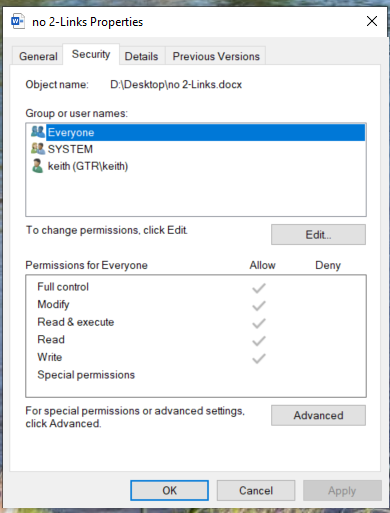 no 2-Links Properties
General Security Details Previous Versions
Object name: D:\Desktop\no 2-Links.docx
Group or user names:
Everyone
SYSTEM
keith (GTR\keith)
To change permissions, click Edit.
Edit...
Permissions for Everyone Allow Deny
Full control
Modify
Read & execute
Read
Write
Special permissions
For special permissions or advanced settings,
click Advanced.
Advanced
OK Cancel Apply